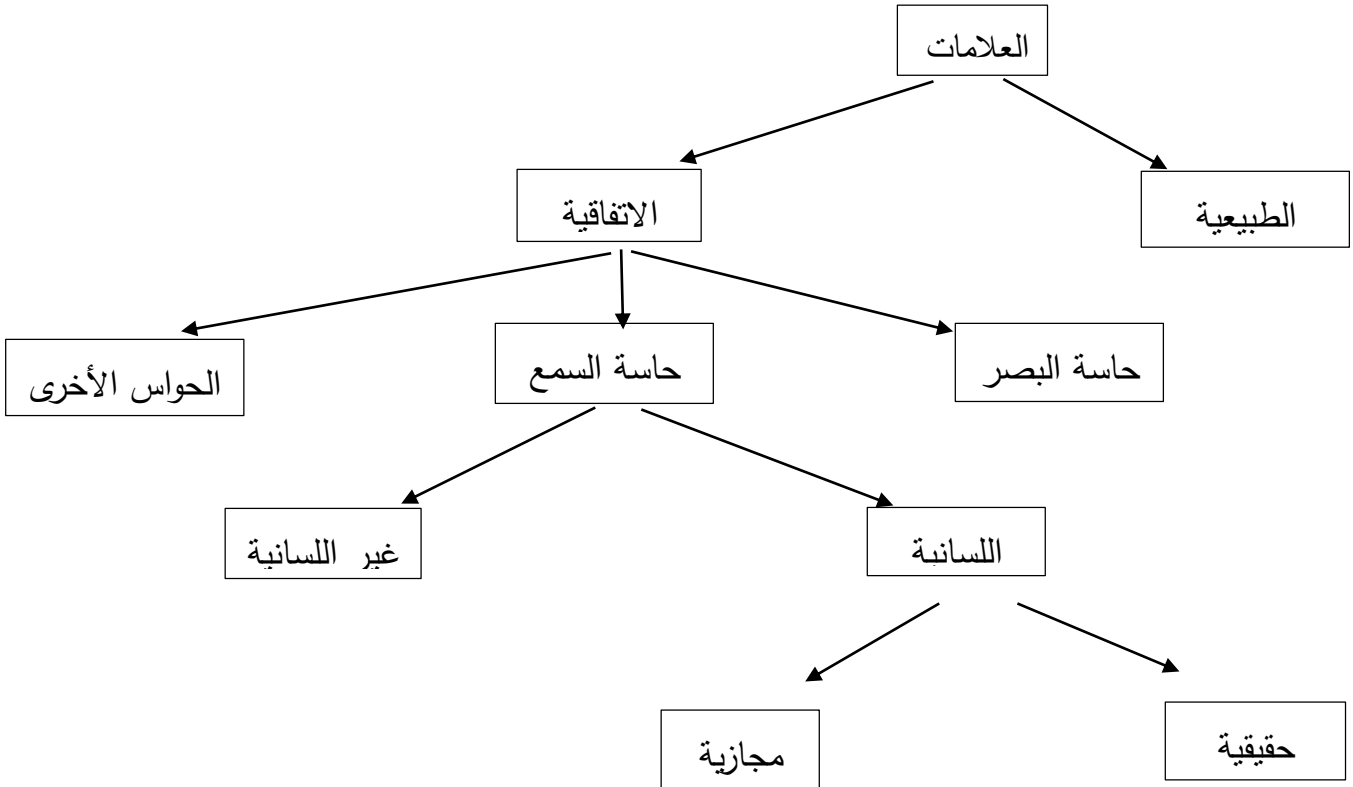 العلامات
الطبيعية
الاتفاقية
حاسة البصر
حاسة السمع
الحواس الأخرى
اللسانية
غير اللسانية
حقيقية
مجازية